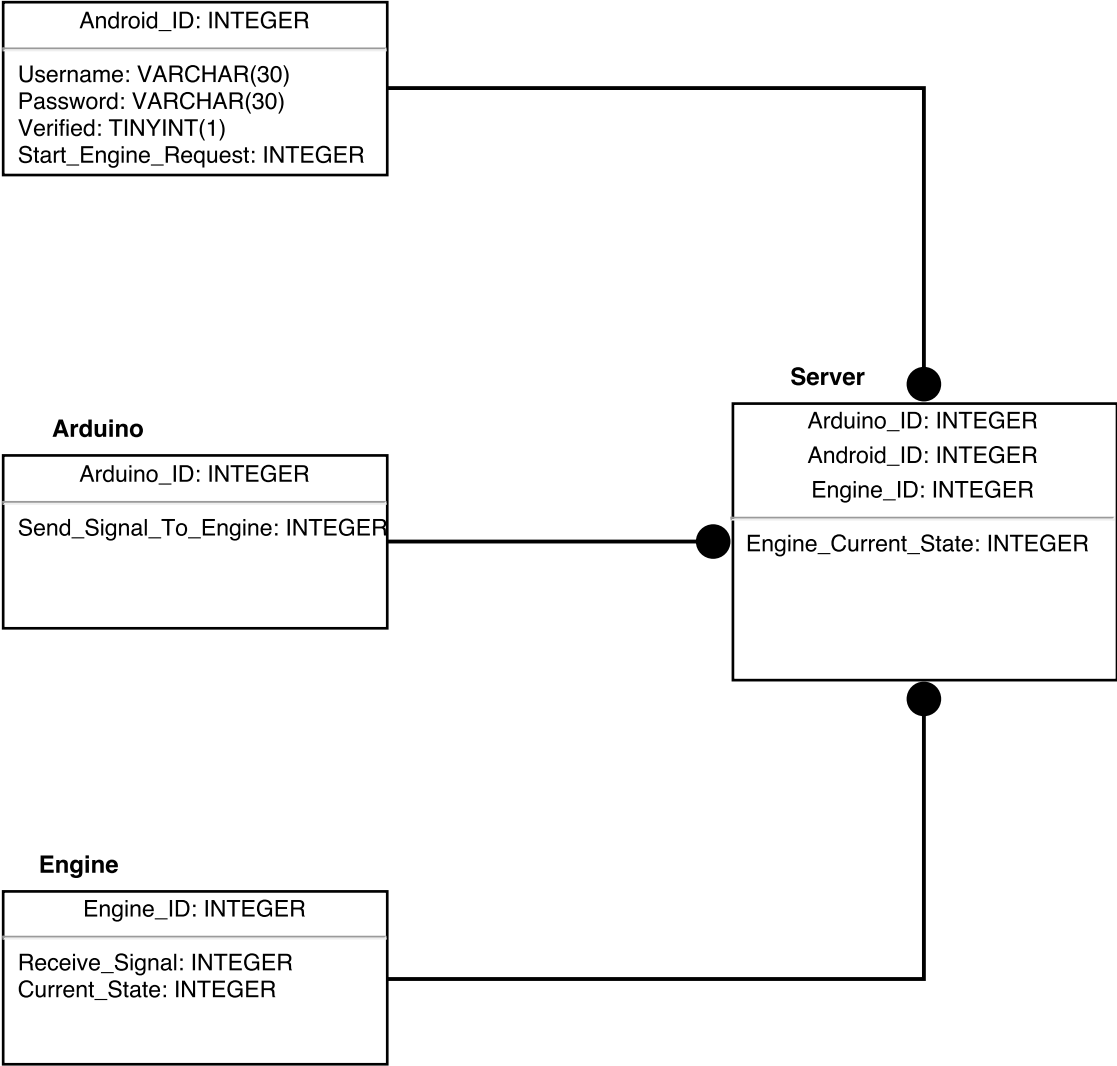 Android_ID: INTEGER
Username: VARCHAR(30)
Password: VARCHAR(30)
Verified: TINYINT(1)
Start_Engine_Request: INTEGER
Arduino
Arduino_ID: INTEGER
Send_Signal_To_Engine: INTEGER
Server
Arduino_ID: INTEGER
Android_ID: INTEGER
Engine_ID: INTEGER
Engine_Current_State: INTEGER
Engine
Engine_ID: INTEGER
Receive_Signal: INTEGER
Current_State: INTEGER